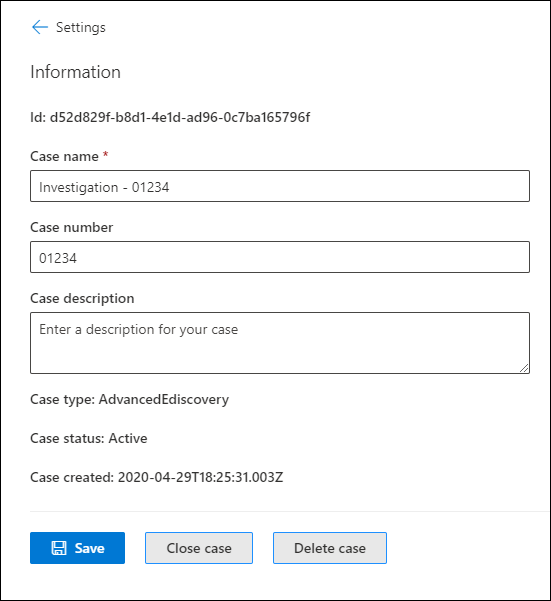 Settings
Information
Id: d52d829f-b8d1-4e1d-ad96-0c7ba165796f
Case name *
Investigation - 01234
Case number
01234
Case description
Enter a description for your case
Case type: AdvancedEdiscovery
Case status: Active
Case created: 2020-04-29T18:25:31.003Z
Save Close case Delete case